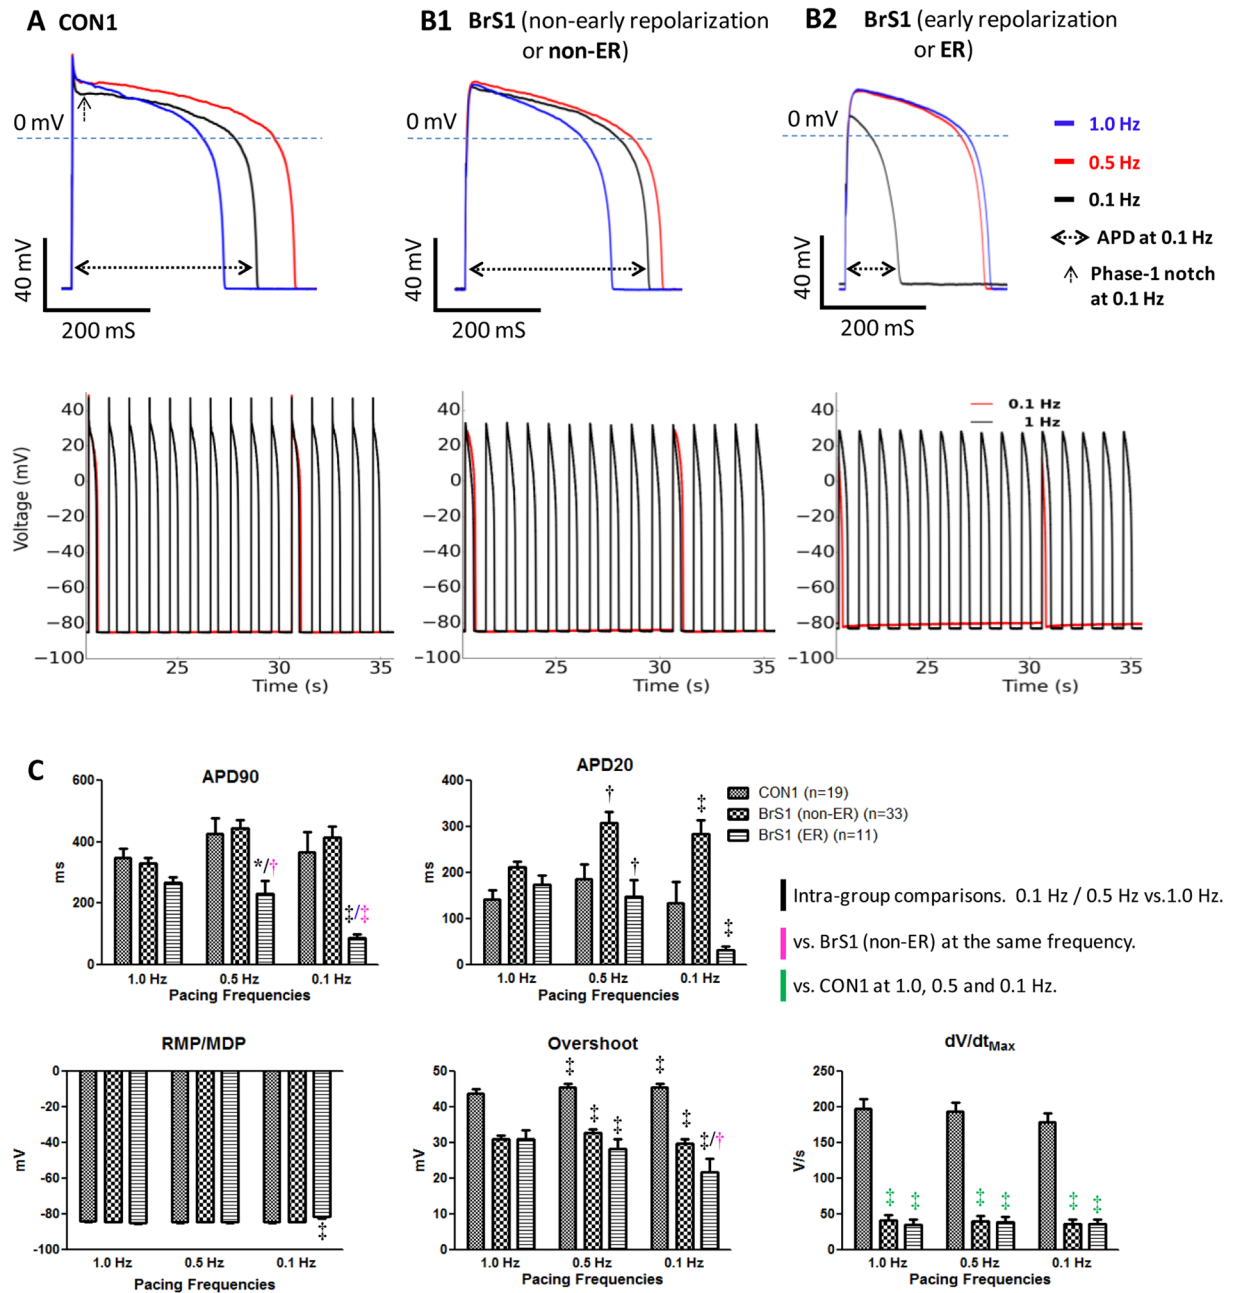 A CON1
B1 BrS1 (non-early repolarization
or non-ER)
B2 BrS1 (early repolarization
or ER)
0 mV
40 mV
200 mS
0 mV
40 mV
200 mS
0 mV
40 mV
200 mS
1.0 Hz
0.5 Hz
0.1 Hz
APD at 0.1 Hz
Phase-1 notch
at 0.1 Hz
Voltage (mV)
40
20
0
−20
−40
−60
−80
−100
25 30 35
Time (s)
40
20
0
−20
−40
−60
−80
−100
25 30 35
Time (s)
0.1 Hz
1 Hz
40
20
0
−20
−40
−60
−80
−100
25 30 35
Time (s)
C
APD90
ms
600
400
200
0
*/†
‡/‡
1.0 Hz 0.5 Hz 0.1 Hz
Pacing Frequencies
APD20
ms
400
300
200
100
0
† † ‡ ‡
1.0 Hz 0.5 Hz 0.1 Hz
Pacing Frequencies
CON1 (n=19)
BrS1 (non-ER) (n=33)
BrS1 (ER) (n=11)
Intra-group comparisons. 0.1 Hz / 0.5 Hz vs.1.0 Hz.
vs. BrS1 (non-ER) at the same frequency.
vs. CON1 at 1.0, 0.5 and 0.1 Hz.
RMP/MDP
mV
0
-20
-40
-60
-80
-100
‡
1.0 Hz 0.5 Hz 0.1 Hz
Pacing Frequencies
Overshoot
mV
50
40
30
20
10
0
‡ ‡ ‡ ‡ ‡ ‡/†
1.0 Hz 0.5 Hz 0.1 Hz
Pacing Frequencies
dV/dtMax
V/s
200
150
100
50
0
‡ ‡ ‡ ‡ ‡ ‡
1.0 Hz 0.5 Hz 0.1 Hz
Pacing Frequencies